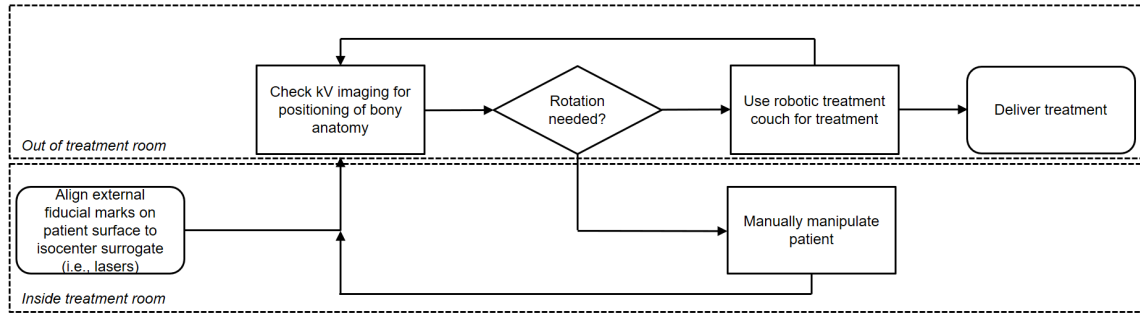 Check kV imaging for
positioning of bony
anatomy
Rotation
needed?
Use robotic treatment
couch for treatment
Deliver treatment
Out of treatment room
Align external
fiducial marks on
patient surface to
isocenter surrogate
(i.e., lasers)
Manually manipulate
patient
Inside treatment room